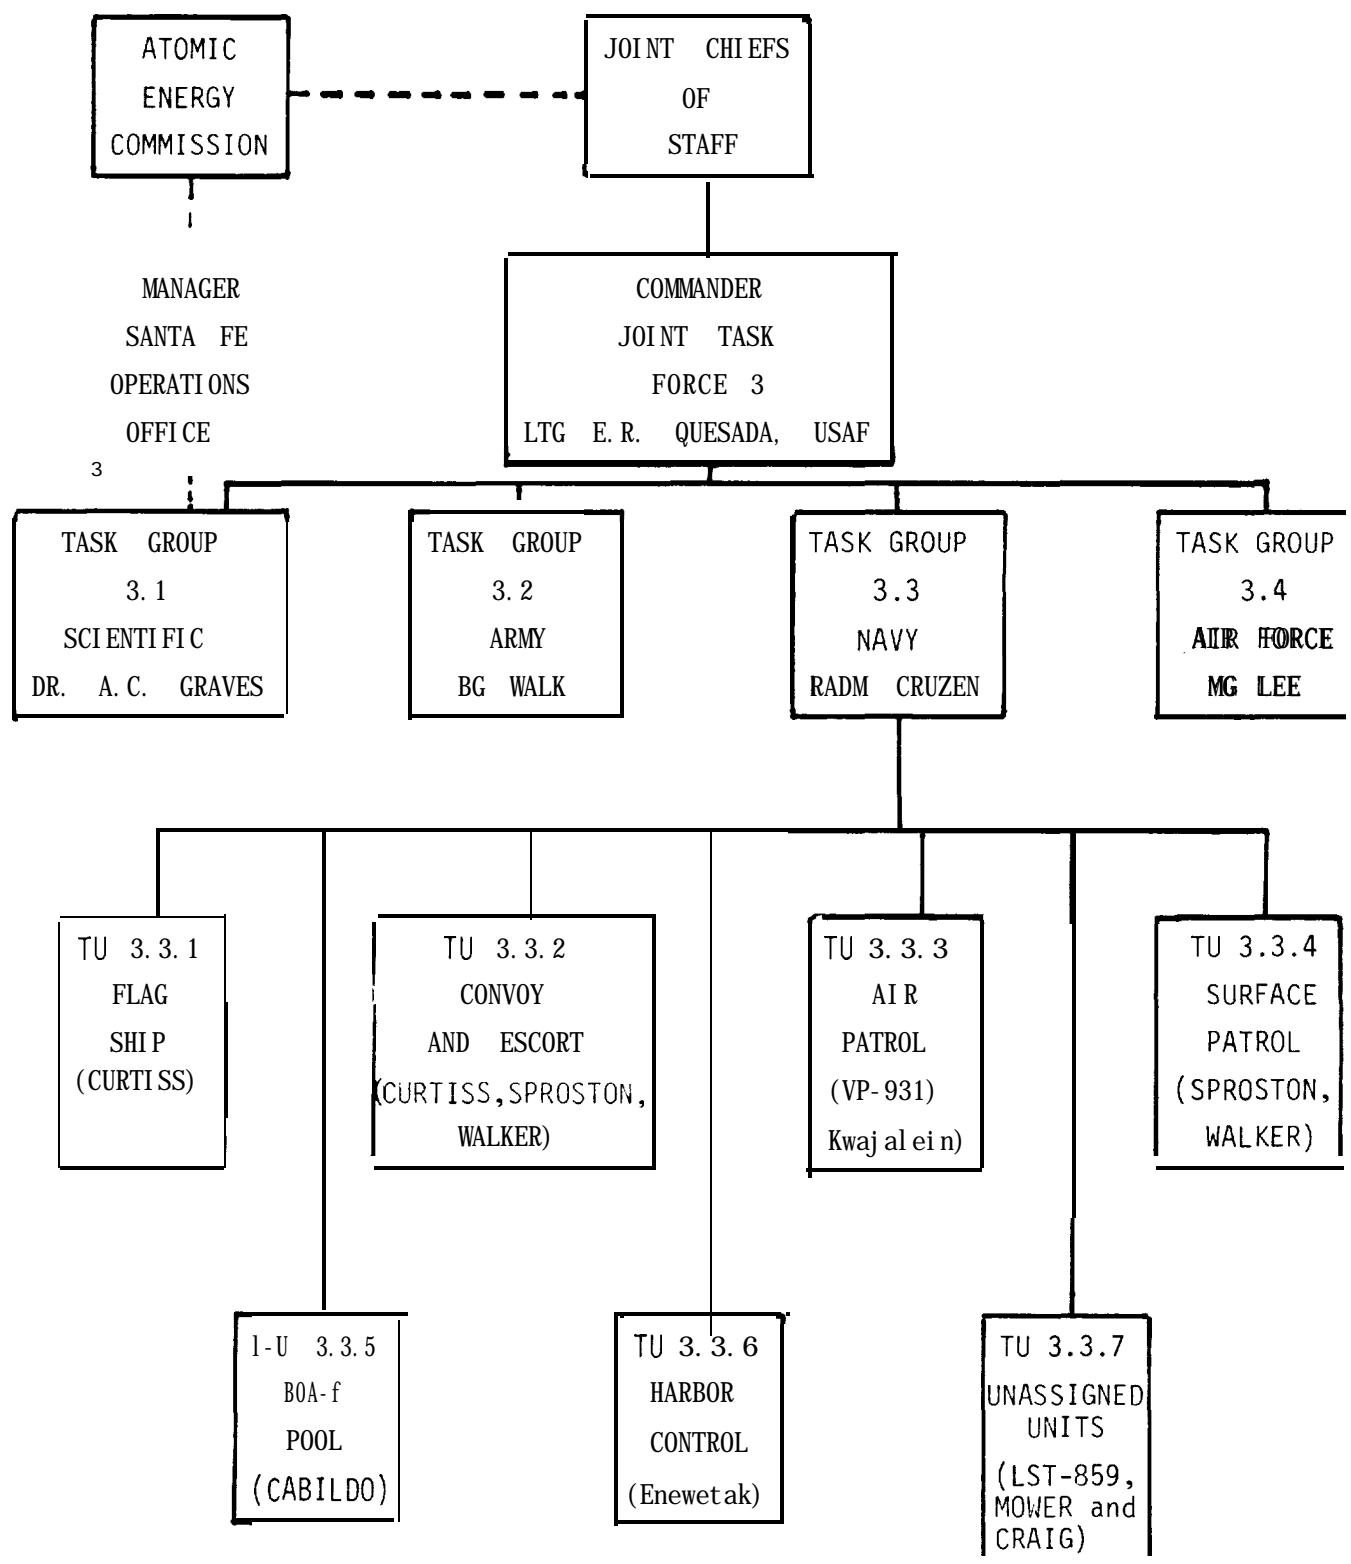 ATOMIC
ENERGY
COMMISSION
JOINT CHIEFS
OF
STAFF
MANAGER
SANTA FE
OPERATIONS
OFFICE
3
COMMANDER
JOINT TASK
FORCE 3
LTG E.R. QUESADA, USAF
TASK GROUP
3.1
SCIENTIFIC
DR. A.C. GRAVES
TASK GROUP
3.2
ARMY
BG WALK
TASK GROUP
3.3
NAVY
RADM CRUZEN
TASK GROUP
3.4
AIR FORCE
MG LEE
TU 3.3.1
FLAG
SHIP
(CURTISS)
TU 3.3.2
CONVOY
AND ESCORT
(CURTISS,SPROSTON,
WALKER)
TU 3.3.3
AIR
PATROL
(VP-931)
Kwajalein)
TU 3.3.4
SURFACE
PATROL
(SPROSTON,
WALKER)
l-U 3.3.5
BOA-f
POOL
(CABILDO)
TU 3.3.6
HARBOR
CONTROL
(Enewetak)
TU 3.3.7
UNASSIGNED
UNITS
(LST-859,
MOWER and
CRAIG)